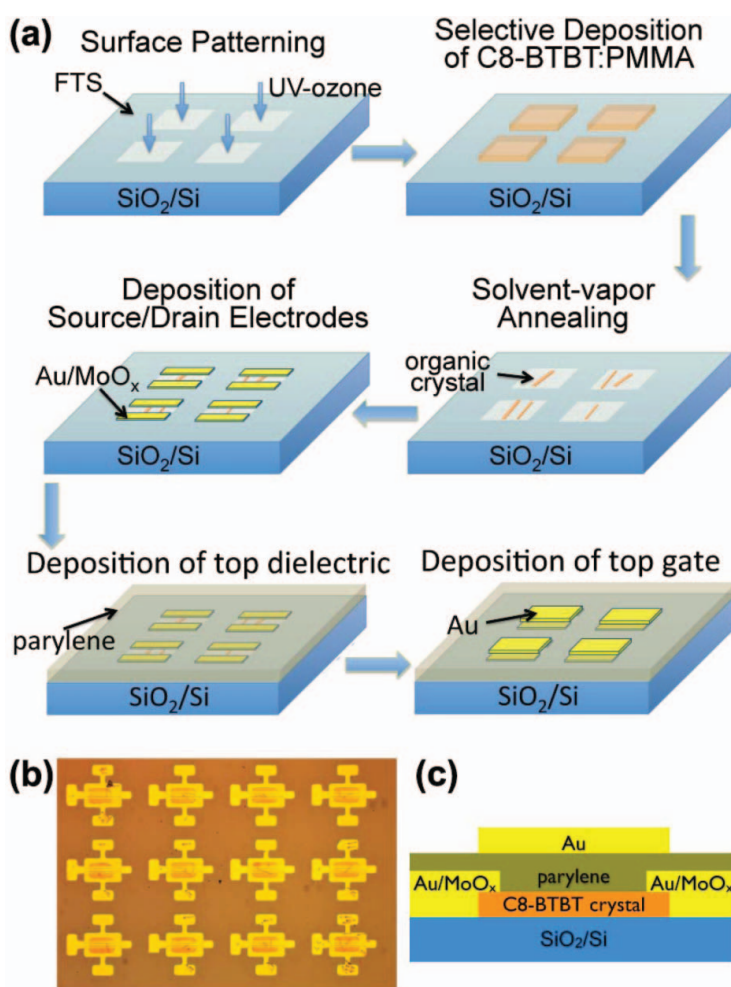 (a)
Surface Patterning
FTS
UV-ozone
SiO₂/Si
Selective Deposition
of C8-BTBT:PMMA
SiO₂/Si
Deposition of
Source/Drain Electrodes
Au/MoOₓ
SiO₂/Si
Solvent-vapor
Annealing
organic
crystal
SiO₂/Si
Deposition of top dielectric
parylene
SiO₂/Si
Deposition of top gate
Au
SiO₂/Si
(b)
(c)
Au
parylene
Au/MoOₓ
Au/MoOₓ
C8-BTBT crystal
SiO₂/Si